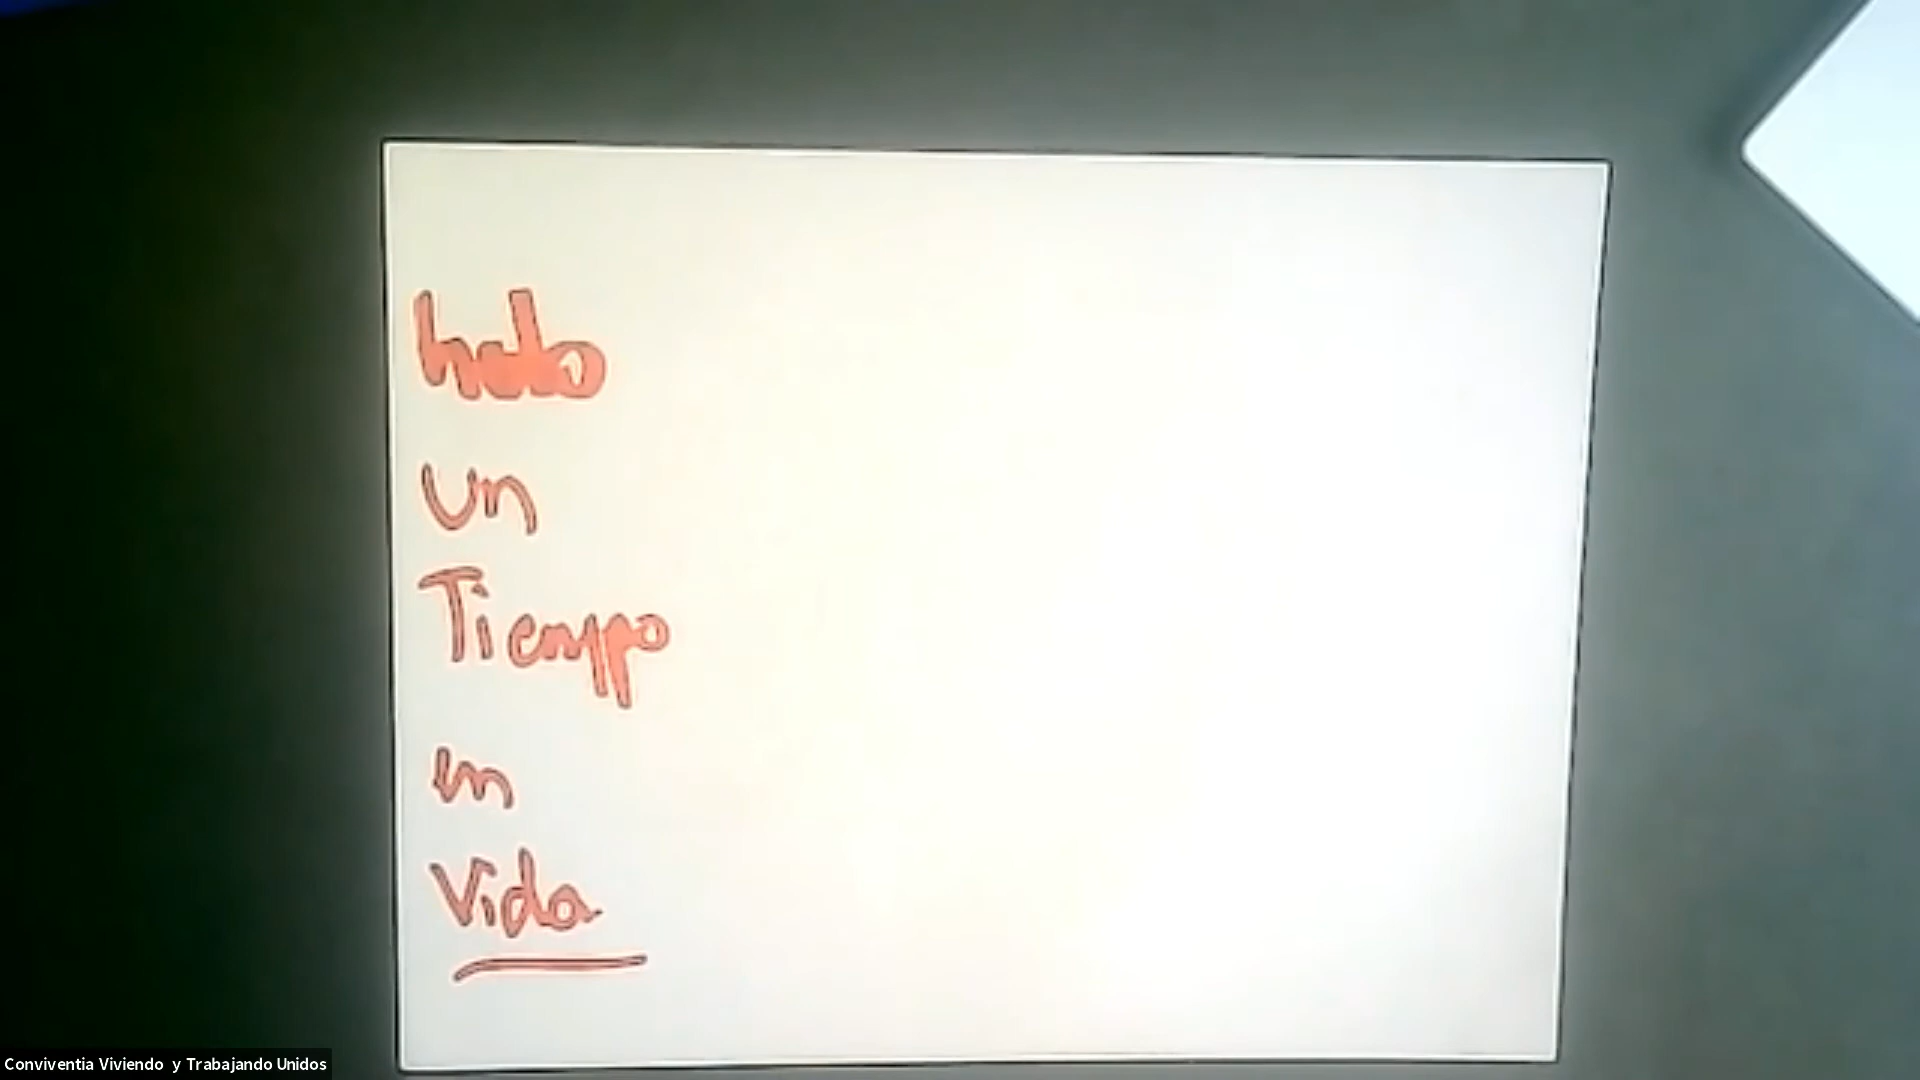 hubo
Un
Tiempo
en
Vida
Conviventia Viviendo y Trabajando Unidos